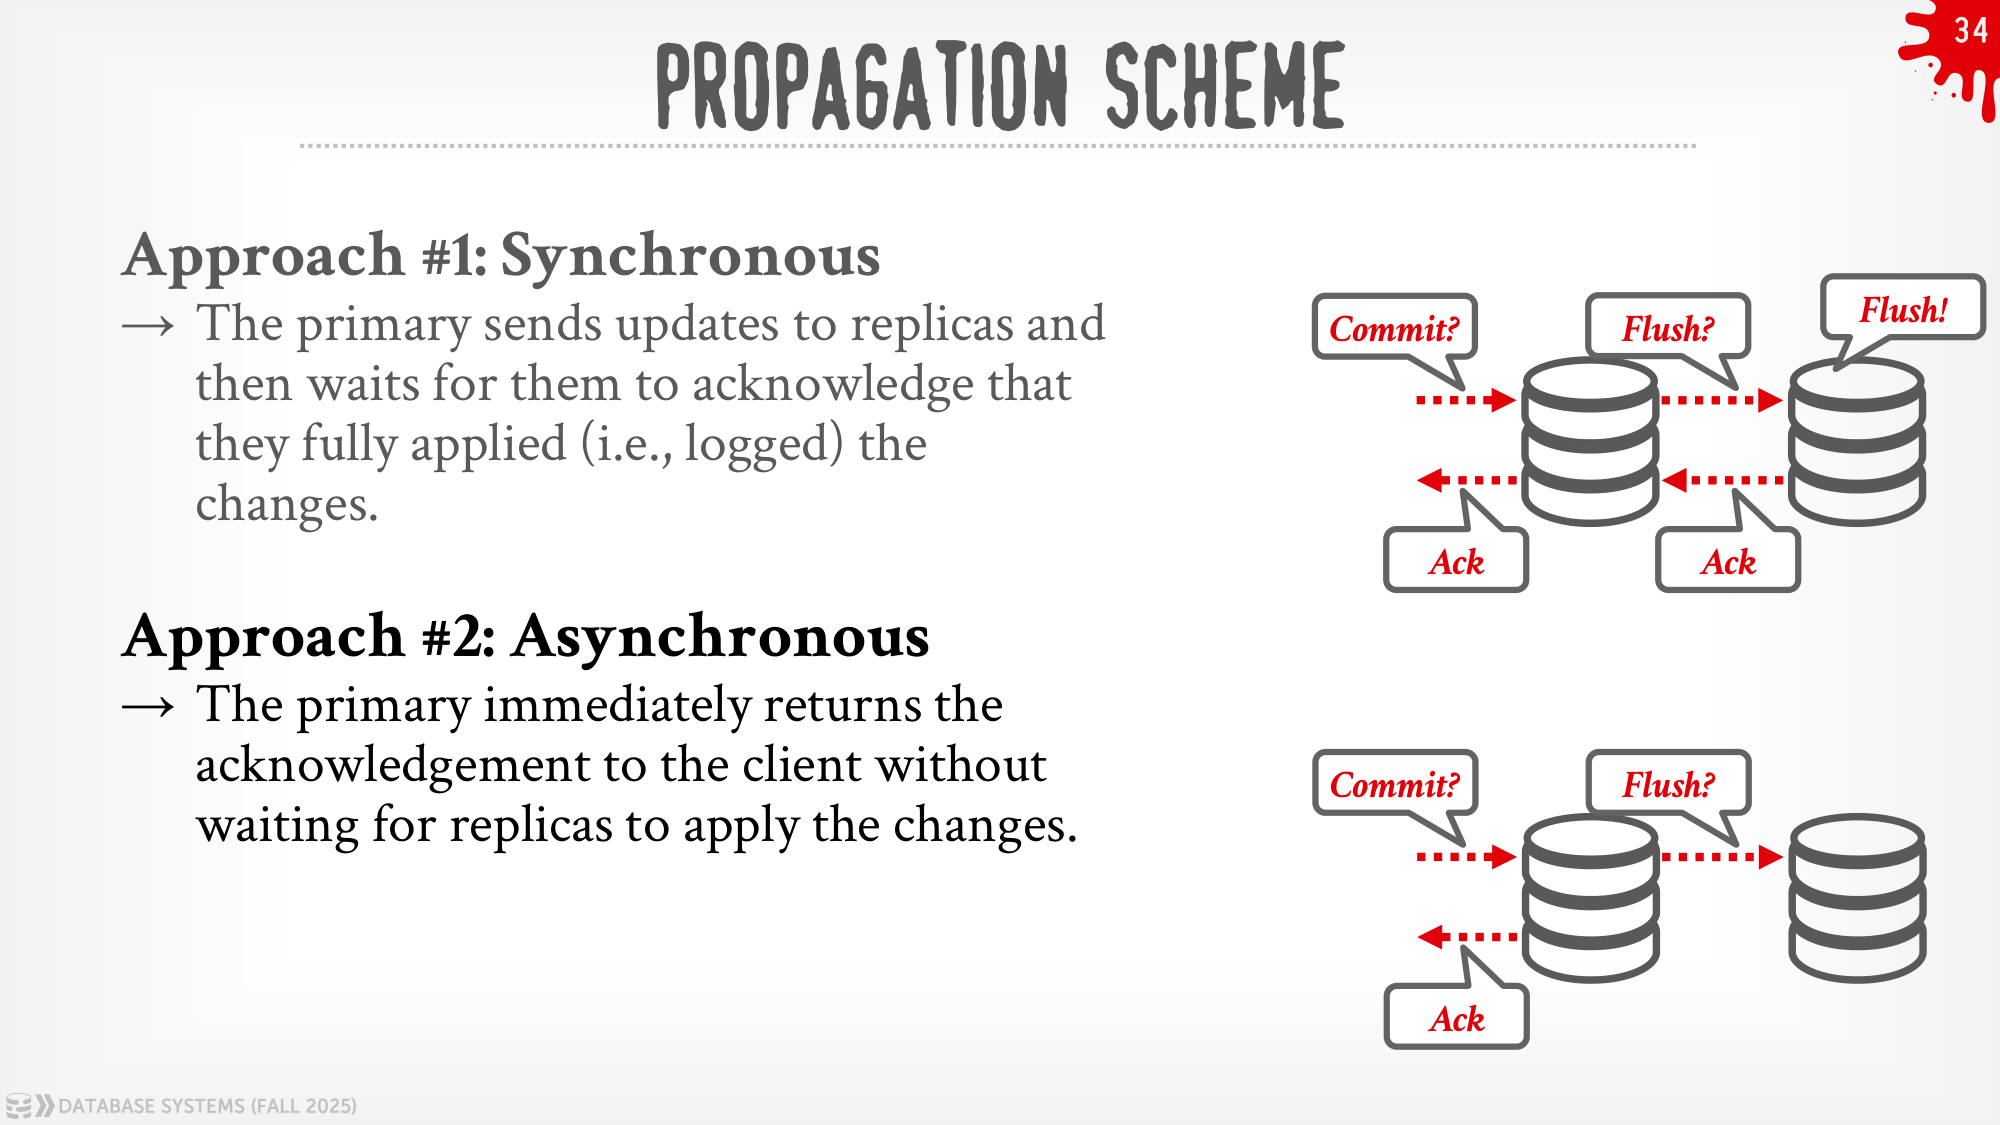 34
PROPAGATION SCHEME
Approach #1: Synchronous
→ The primary sends updates to replicas and
then waits for them to acknowledge that
they fully applied (i.e., logged) the
changes.
Commit?
Flush?
Flush!
Ack
Ack
Approach #2: Asynchronous
→ The primary immediately returns the
acknowledgement to the client without
waiting for replicas to apply the changes.
Commit?
Flush?
Ack
DATABASE SYSTEMS (FALL 2025)